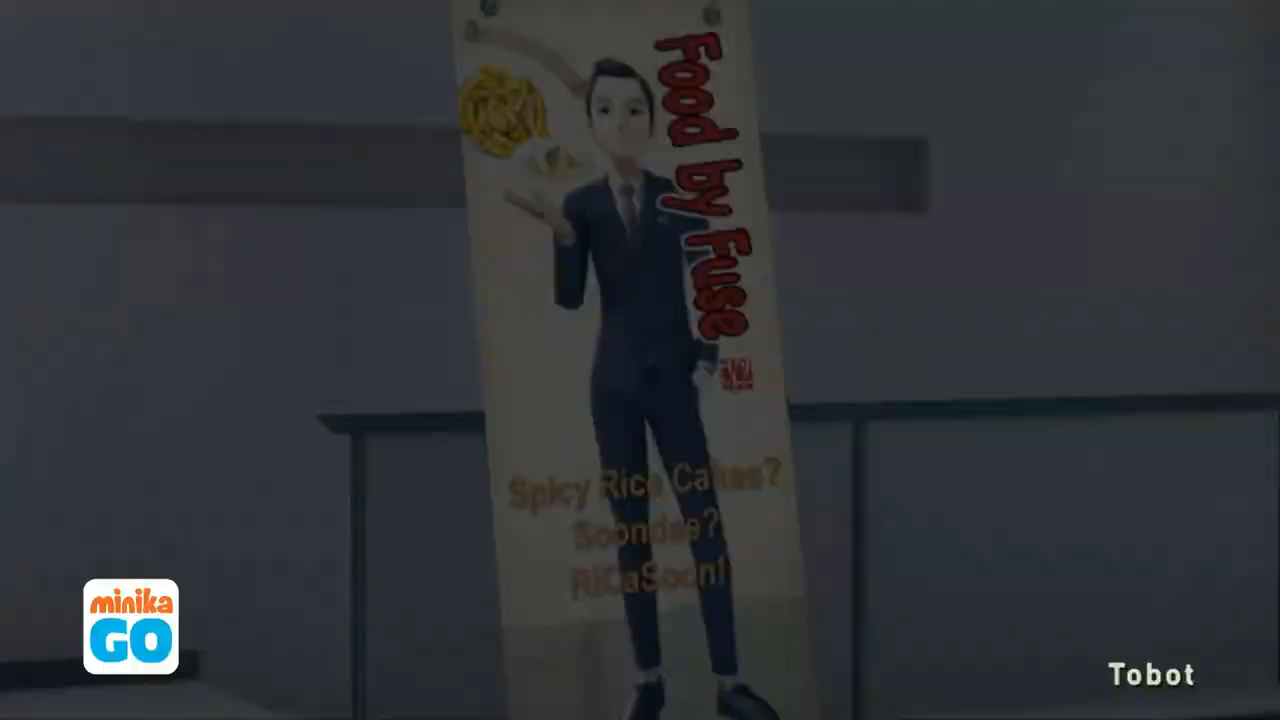 Food by Fuse
Spicy Rice Cakes?
Soondae?
RiCaSoon!
minika
GO
Tobot